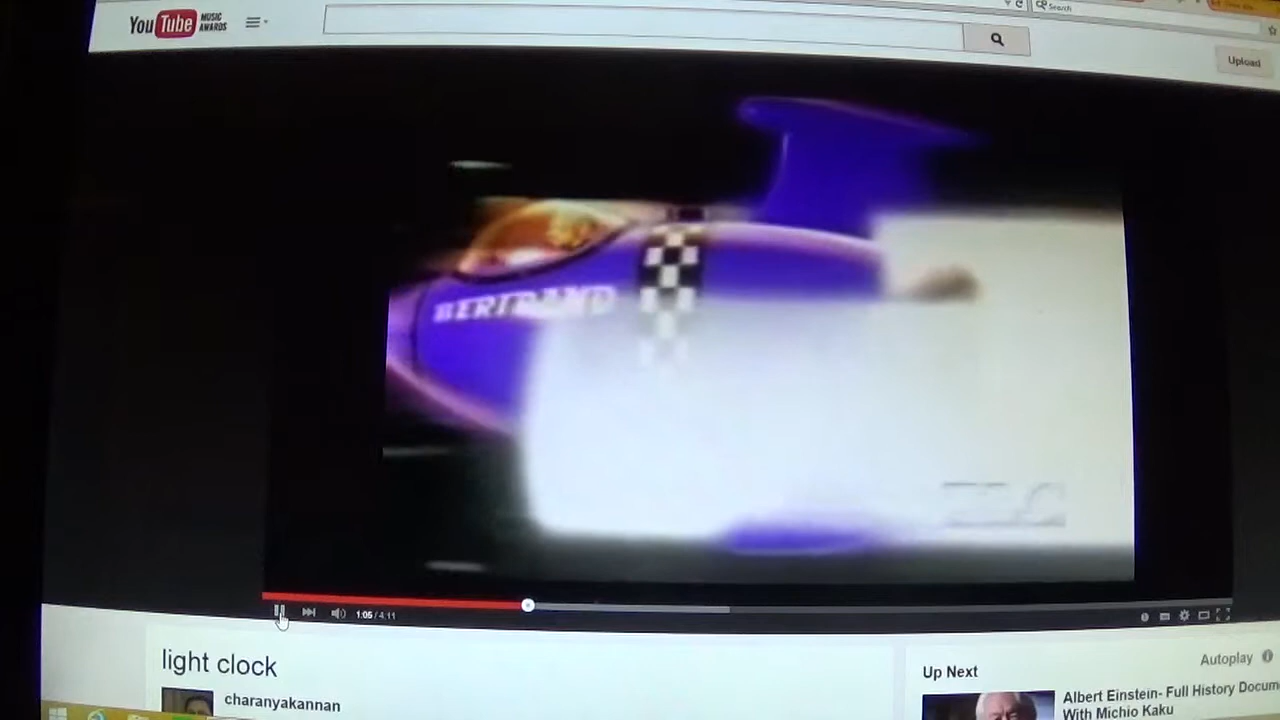 YouTube MUSIC AWARDS
Search
Upload
BERTRAND
1:05 / 4:11
light clock
charanyakannan
Up Next
Autoplay
Albert Einstein- Full History Docum
With Michio Kaku